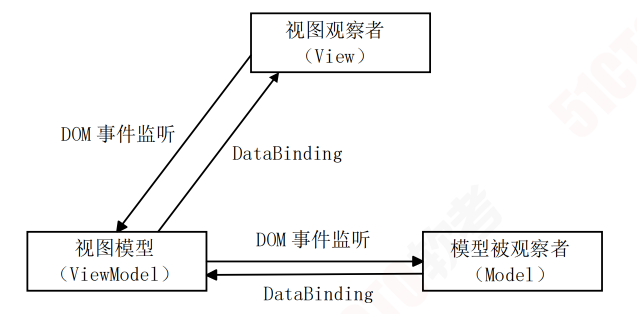 视图观察者
（View）
DOM 事件监听
DataBinding
视图模型
（ViewModel）
DOM 事件监听
DataBinding
模型被观察者
（Model）